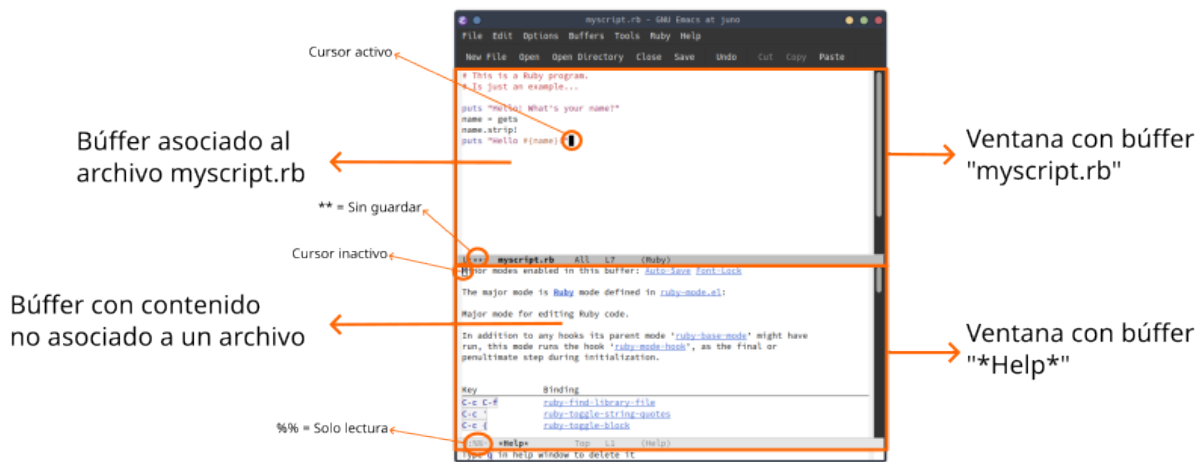 myscript.rb - GNU Emacs at juno
File Edit Options Buffers Tools Ruby Help
New File Open Open Directory Close Save Undo Cut Copy Paste
Cursor activo
# This is a Ruby program.
# Is just an example...
puts "Hello! What's your name?"
name = gets
name.strip!
puts "Hello #{name}
Búffer asociado al
archivo myscript.rb
Ventana con búffer
"myscript.rb"
** = Sin guardar
Cursor inactivo
myscript.rb All L7 (Ruby)
Minor modes enabled in this buffer: Auto-Save Font-Lock
The major mode is Ruby mode defined in ruby-mode.el:
Major mode for editing Ruby code.
In addition to any hooks its parent mode 'ruby-base-mode' might have
run, this mode runs the hook 'ruby-mode-hook', as the final or
penultimate step during initialization.
Búffer con contenido
no asociado a un archivo
Ventana con búffer
"*Help*"
Key Binding
C-c C-f ruby-find-library-file
C-c ' ruby-toggle-string-quotes
C-c { ruby-toggle-block
%% = Solo lectura
*Help* Top L1 (Help)
Type q in help window to delete it